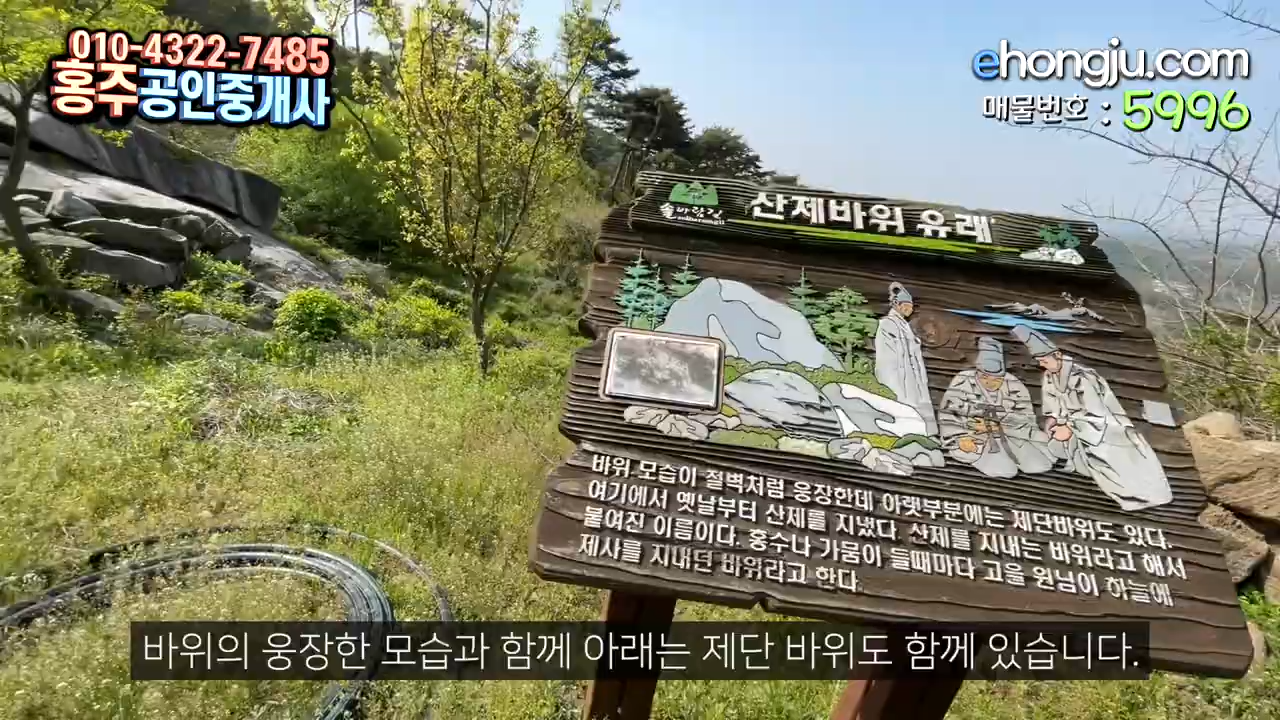 010-4322-7485
홍주공인중개사
ehongju.com
매물번호 : 5996
솔바람길
산제바위 유래
바위 모습이 절벽처럼 웅장한데 아랫부분에는 제단바위도 있다.
여기에서 옛날부터 산제를 지냈다. 산제를 지내는 바위라고 해서
붙여진 이름이다. 홍수나 가뭄이 들때마다 고을 원님이 하늘에
제사를 지내던 바위라고 한다.
바위의 웅장한 모습과 함께 아래는 제단 바위도 함께 있습니다.